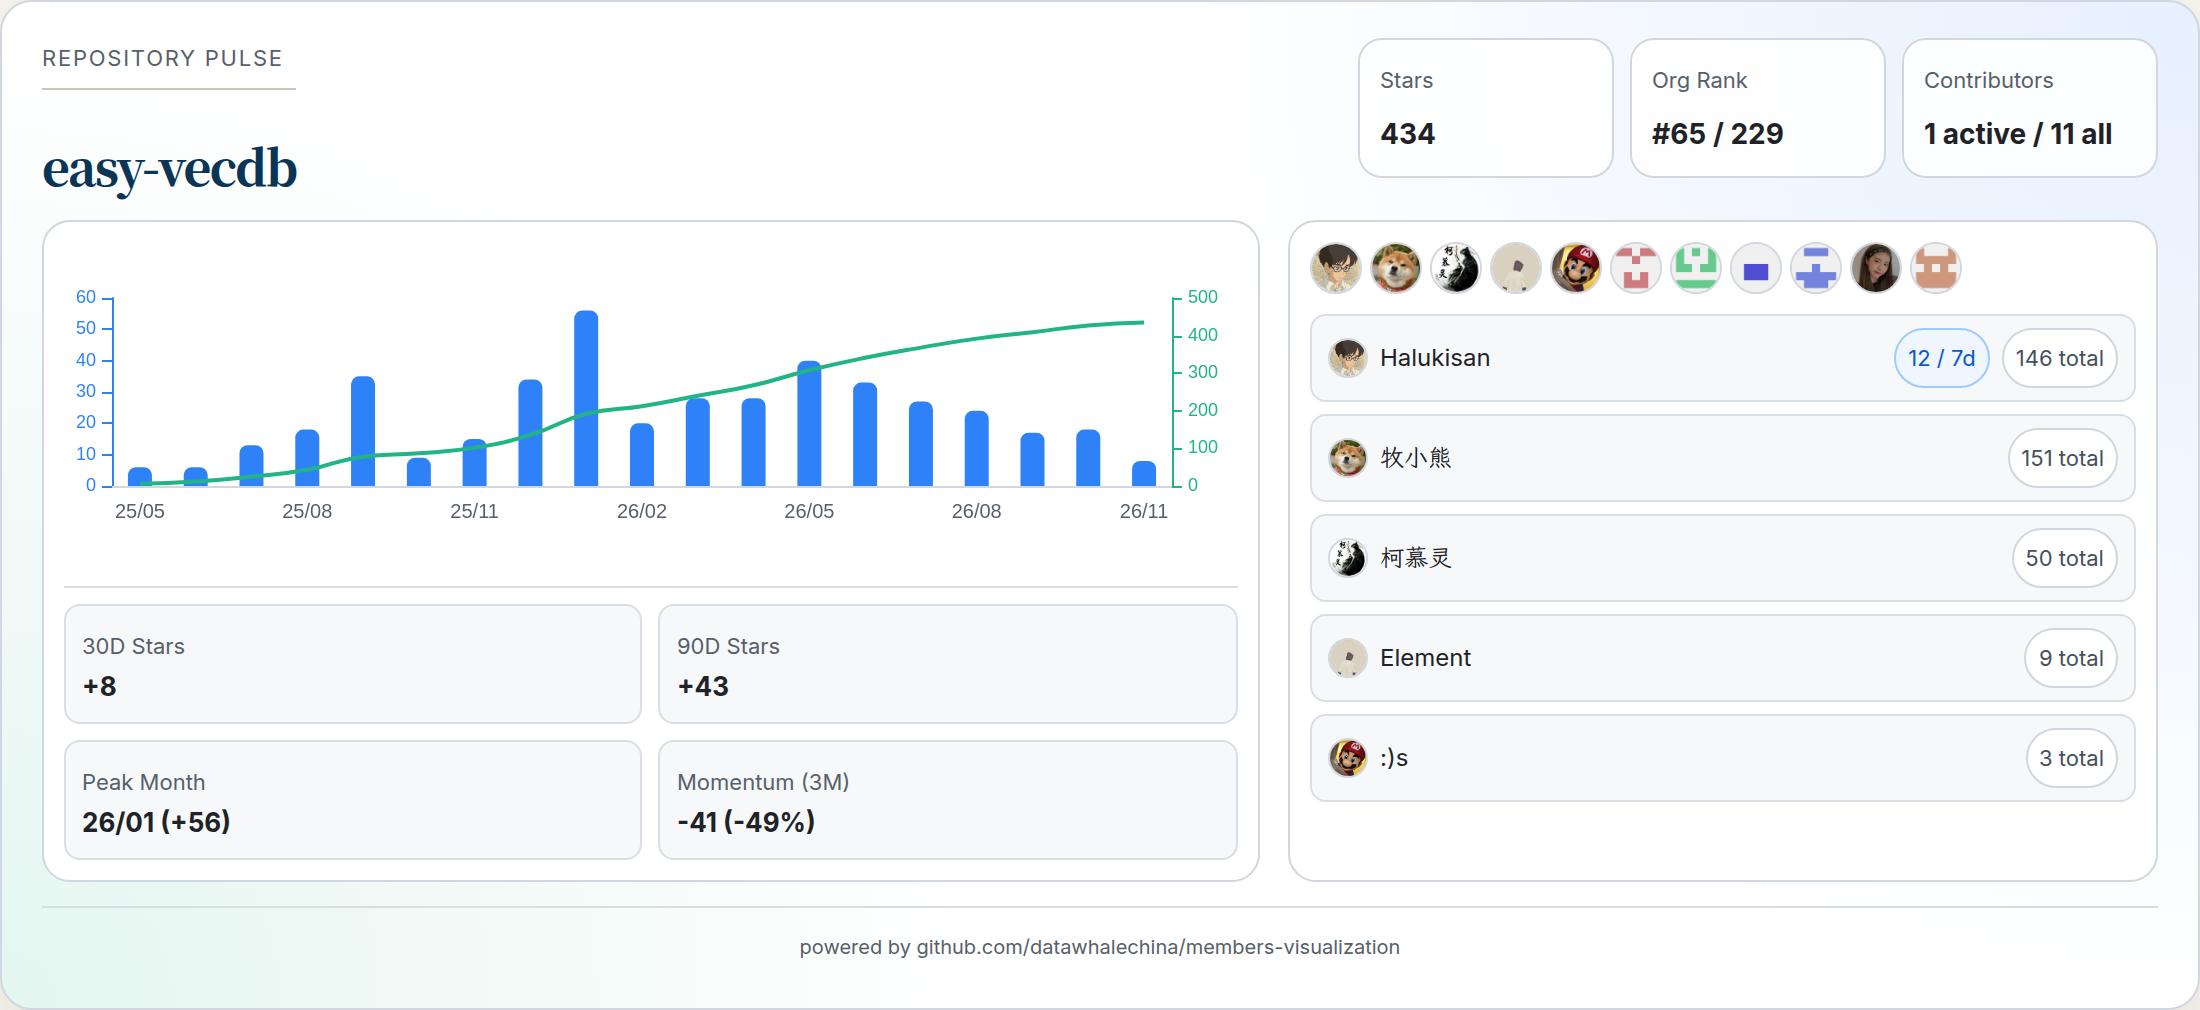 REPOSITORY PULSE
easy-vecdb
Stars
434
Org Rank
#65 / 229
Contributors
1 active / 11 all
60
50
40
30
20
10
0
500
400
300
200
100
0
25/05
25/08
25/11
26/02
26/05
26/08
26/11
30D Stars
+8
90D Stars
+43
Peak Month
26/01 (+56)
Momentum (3M)
-41 (-49%)
柯慕灵
Halukisan
12 / 7d
146 total
牧小熊
151 total
柯慕灵
50 total
Element
9 total
:)s
3 total
powered by github.com/datawhalechina/members-visualization